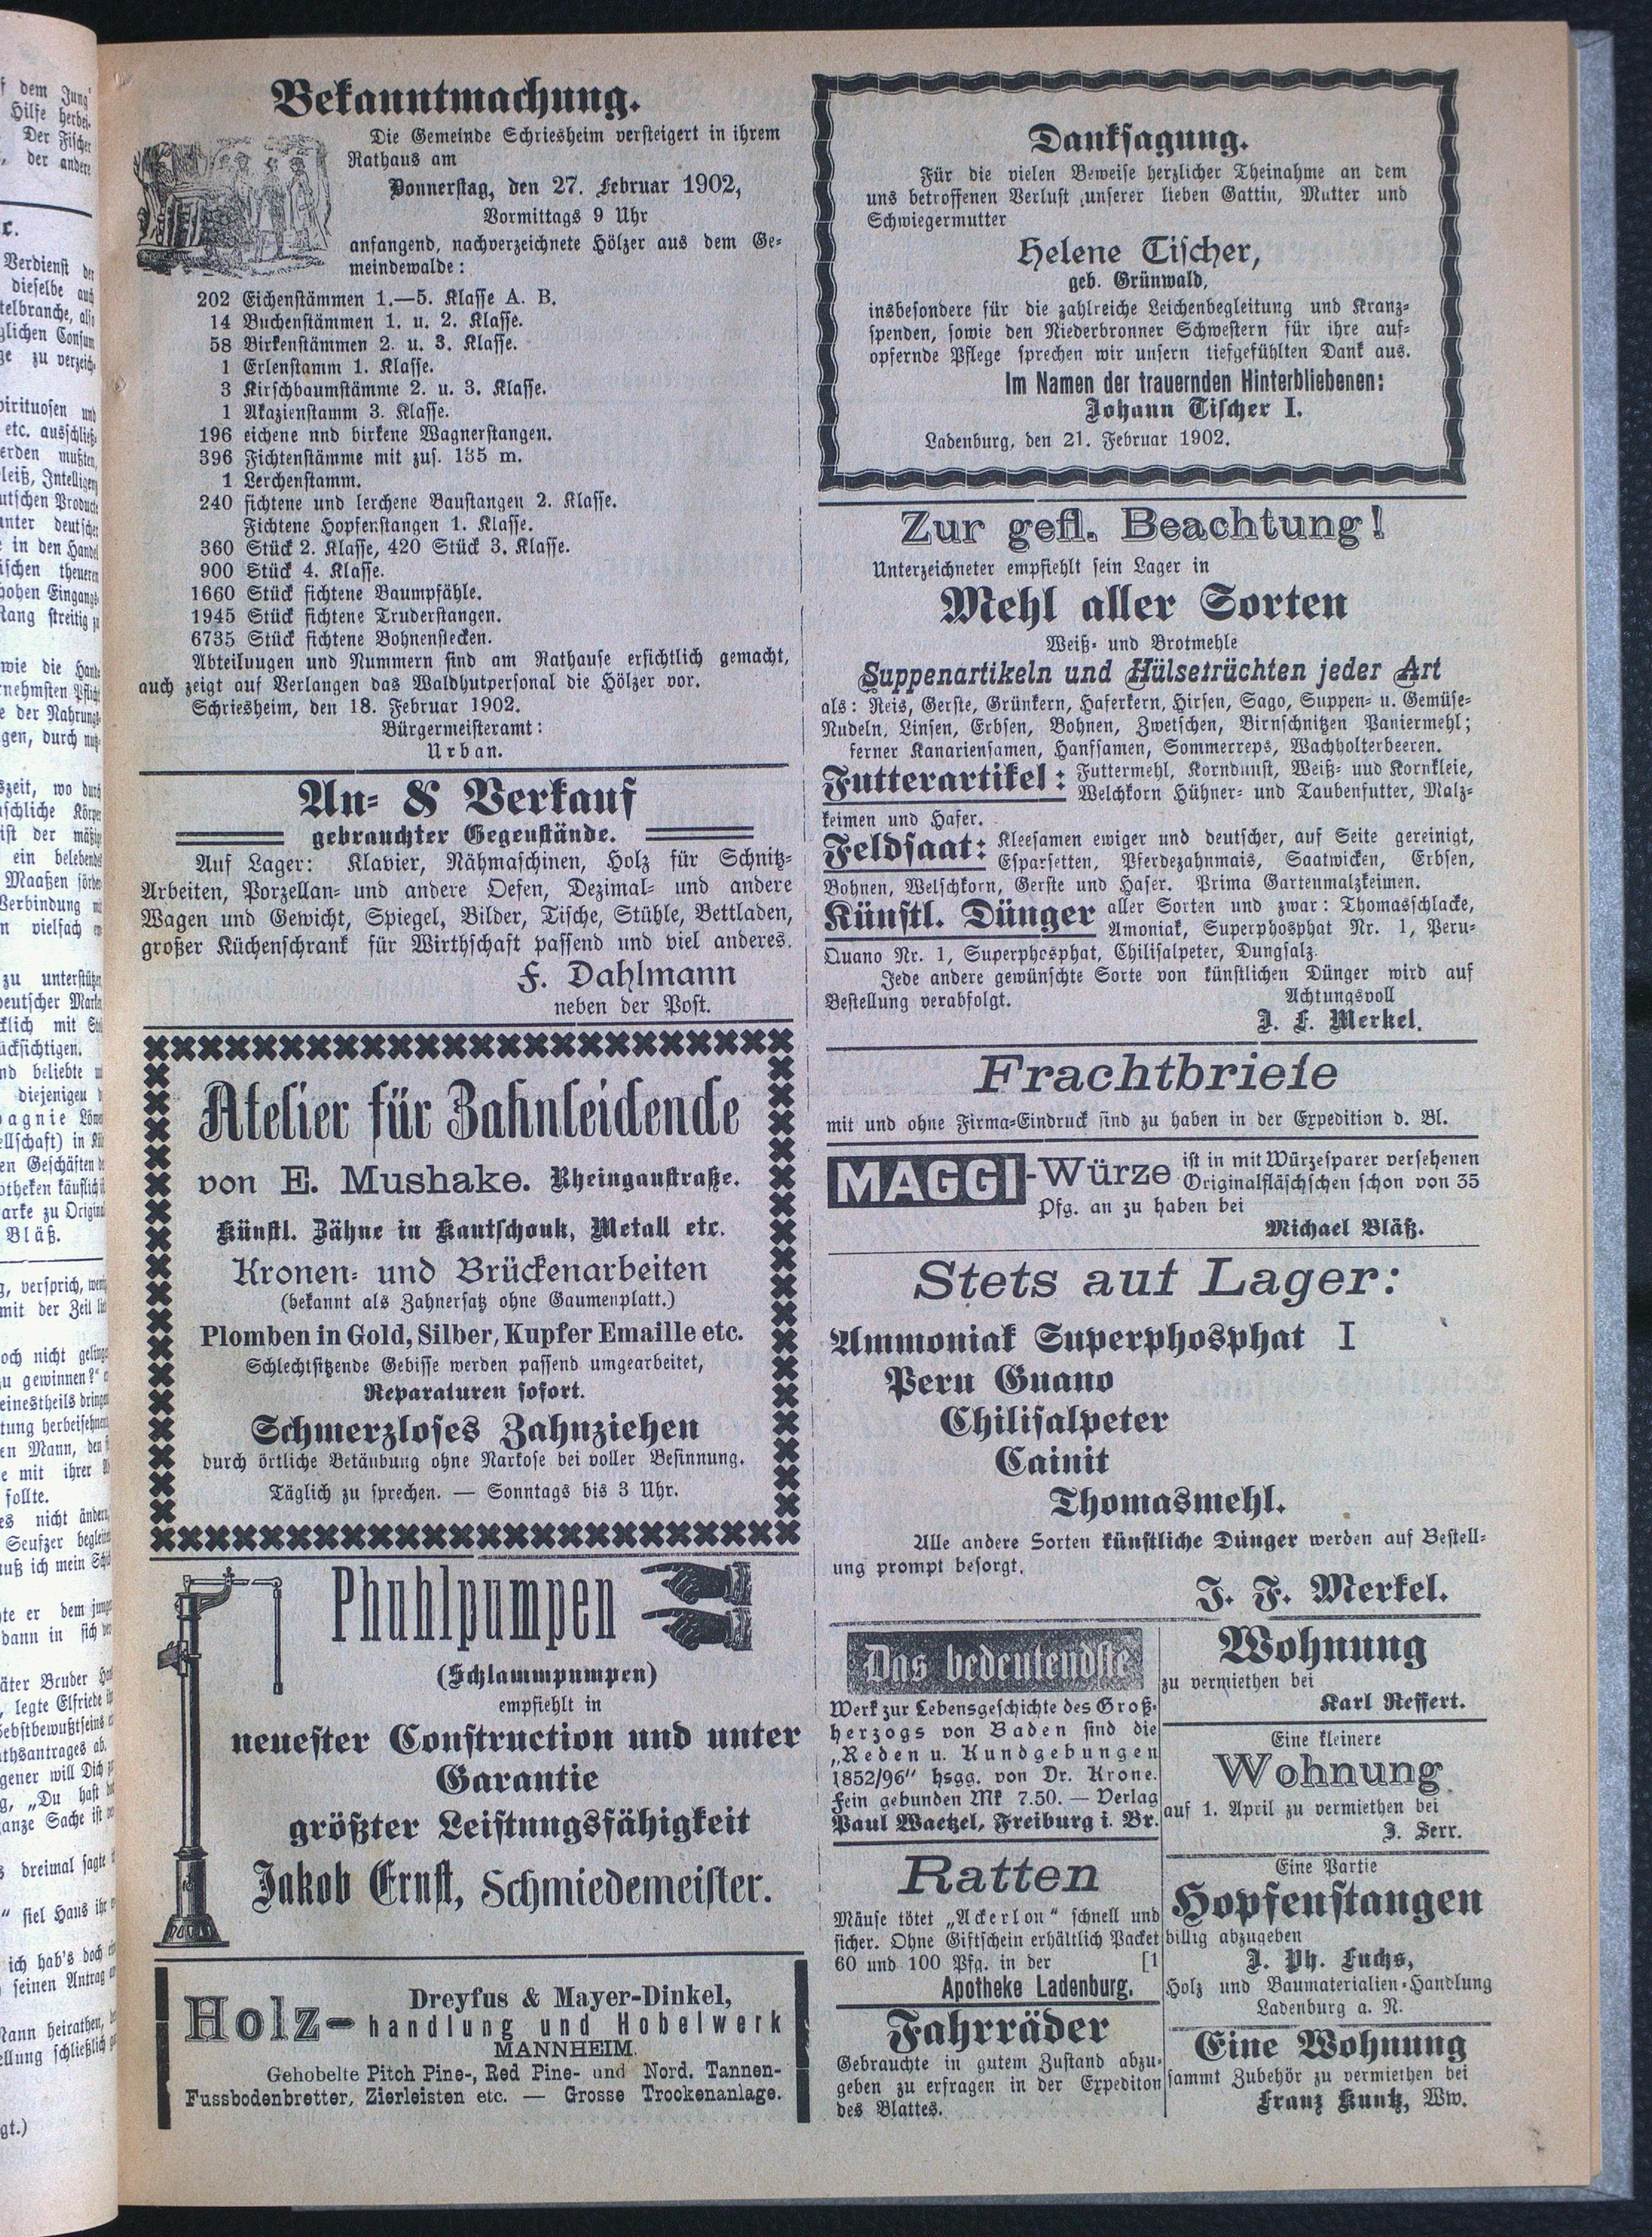 Bekanntmachung.
Die Gemeinde Schriesheim versteigert in ihrem
Rathaus am
Donnerstag, den 27. Februar 1902,
Vormittags 9 Uhr
anfangend, nachverzeichnete Hölzer aus dem Ge-
meindewalde:
202 Eichenstämmen 1.—5. Klasse A. B.
14 Buchenstämmen 1. u. 2. Klasse.
58 Birkenstämmen 2. u. 3. Klasse.
1 Erlenstamm 1. Klasse.
3 Kirschbaumstämme 2. u. 3. Klasse.
1 Akazienstamm 3. Klasse.
196 eichene nnd birkene Wagnerstangen.
396 Fichtenstämme mit zus. 135 m.
1 Lerchenstamm.
240 fichtene und lerchene Baustangen 2. Klasse.
Fichtene Hopfenstangen 1. Klasse.
360 Stück 2. Klasse, 420 Stück 3. Klasse.
900 Stück 4. Klasse.
1660 Stück fichtene Baumpfähle.
1945 Stück fichtene Truderstangen.
6735 Stück fichtene Bohnenstecken.
Abteiluugen und Nummern sind am Rathause ersichtlich gemacht,
auch zeigt auf Verlangen das Waldhutpersonal die Hölzer vor.
Schriesheim, den 18. Februar 1902.
Bürgermeisteramt:
Urban.
An- & Verkauf
gebrauchter Gegenstände.
Auf Lager: Klavier, Nähmaschinen, Holz für Schnitz-
Arbeiten, Porzellan- und andere Oefen, Dezimal- und andere
Wagen und Gewicht, Spiegel, Bilder, Tische, Stühle, Bettladen,
großer Küchenschrank für Wirthschaft passend und viel anderes.
F. Dahlmann
neben der Post.
Atelier für Zahnleidende
von E. Mushake. Rheingaustraße.
Künstl. Zähne in Kautschouk, Metall etc.
Kronen- und Brückenarbeiten
(bekannt als Zahnersatz ohne Gaumenplatt.)
Plomben in Gold, Silber, Kupfer Emaille etc.
Schlechtsitzende Gebisse werden passend umgearbeitet,
Reparaturen sofort.
Schmerzloses Zahnziehen
durch örtliche Betäubung ohne Narkose bei voller Besinnung.
Täglich zu sprechen. — Sonntags bis 3 Uhr.
Phuhlpumpen
(Schlammpumpen)
empfiehlt in
neuester Construction und unter
Garantie
größter Leistungsfähigkeit
Jakob Ernst, Schmiedemeister.
Dreyfus & Mayer-Dinkel,
Holz- handlung und Hobelwerk
MANNHEIM.
Gehobelte Pitch Pine-, Red Pine- und Nord. Tannen-
Fussbodenbretter, Zierleisten etc. — Grosse Trockenanlage.
Danksagung.
Für die vielen Beweise herzlicher Theinahme an dem
uns betroffenen Verlust unserer lieben Gattin, Mutter und
Schwiegermutter
Helene Tischer,
geb. Grünwald,
insbesondere für die zahlreiche Leichenbegleitung und Kranz-
spenden, sowie den Niederbronner Schwestern für ihre auf-
opfernde Pflege sprechen wir unsern tiefgefühlten Dank aus.
Im Namen der trauernden Hinterbliebenen:
Johann Tischer I.
Ladenburg, den 21. Februar 1902.
Zur gefl. Beachtung!
Unterzeichneter empfiehlt sein Lager in
Mehl aller Sorten
Weiß- und Brotmehle
Suppenartikeln und Hülsetrüchten jeder Art
als: Reis, Gerste, Grünkern, Haferkern, Hirsen, Sago, Suppen- u. Gemüse-
Nudeln, Linsen, Erbsen, Bohnen, Zwetschen, Birnschnitzen Paniermehl;
ferner Kanariensamen, Hanfsamen, Sommerreps, Wachholterbeeren.
Futterartikel: Futtermehl, Korndunst, Weiß- und Kornkleie,
Welchkorn Hühner- und Taubenfutter, Malz-
keimen und Hafer.
Feldsaat: Kleesamen ewiger und deutscher, auf Seite gereinigt,
Esparsetten, Pferdezahnmais, Saatwicken, Erbsen,
Bohnen, Welschkorn, Gerste und Haser. Prima Gartenmalzkeimen.
Künstl. Dünger aller Sorten und zwar: Thomasschlacke,
Amoniak, Superphosphat Nr. 1, Peru-
Quano Nr. 1, Superphosphat, Chilisalpeter, Dungsalz.
Jede andere gewünschte Sorte von künstlichen Dünger wird auf
Bestellung verabfolgt.
Achtungsvoll
J. F. Merkel.
Frachtbrieie
mit und ohne Firma-Eindruck sind zu haben in der Expedition d. Bl.
MAGGI-Würze ist in mit Würzesparer versehenen
Originalfläschschen schon von 35
Pfg. an zu haben bei
Michael Bläß.
Stets auf Lager:
Ammoniak Superphosphat I
Peru Guano
Chilisalpeter
Cainit
Thomasmehl.
Alle andere Sorten künstliche Dünger werden auf Bestell-
ung prompt besorgt.
J. F. Merkel.
Das bedeutendste
Werk zur Lebensgeschichte des Groß-
herzogs von Baden sind die
„Reden u. Kundgebungen
1852/96" hsgg. von Dr. Krone.
Fein gebunden Mk 7.50. — Verlag
Paul Waetzel, Freiburg i. Br.
Ratten
Mäuse tötet „Ackerlon" schnell und
sicher. Ohne Giftschein erhältlich Packet
60 und 100 Pfg. in der [1
Apotheke Ladenburg.
Fahrräder
Gebrauchte in gutem Zustand abzu-
geben zu erfragen in der Expediton
des Blattes.
Wohnung
zu vermiethen bei
Karl Reffert.
Eine kleinere
Wohnung
auf 1. April zu vermiethen bei
J. Serr.
Eine Partie
Hopfenstangen
billig abzugeben
J. Ph. Fuchs,
Holz und Baumaterialien-Handlung
Ladenburg a. N.
Eine Wohnung
sammt Zubehör zu vermiethen bei
Franz Kuntz, Ww.